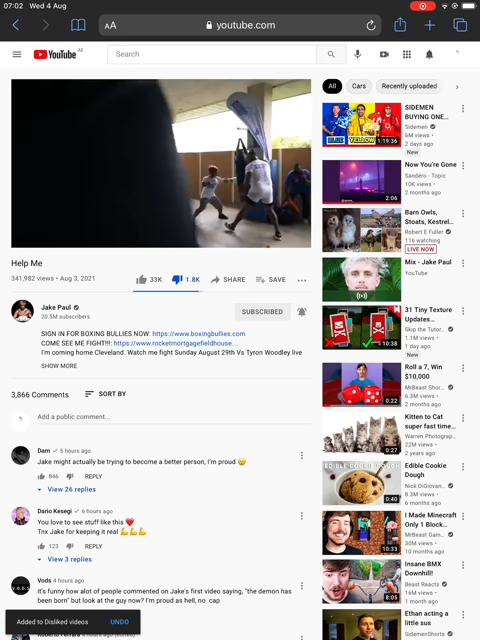 07:02 Wed 4 Aug
AA
youtube.com
YouTube AE
Search
All
Cars
Recently uploaded
Help Me
341,982 views • Aug 3, 2021
33K
1.8K
SHARE
SAVE
Jake Paul
20.5M subscribers
SUBSCRIBED
SIGN IN FOR BOXING BULLIES NOW: https://www.boxingbullies.com
COME SEE ME FIGHT!!!: https://www.rocketmortgagefieldhouse....
I'm coming home Cleveland. Watch me fight Sunday August 29th Vs Tyron Woodley live
SHOW MORE
3,866 Comments
SORT BY
Add a public comment...
Dam 5 hours ago
Jake might actually be trying to become a better person, I'm proud 😄
846
REPLY
View 26 replies
Dario Kesegi 6 hours ago
You love to see stuff like this ❤️
Tnx Jake for keeping it real 💪💪💪
123
REPLY
View 3 replies
VODS
Vods 4 hours ago
it's funny how alot of people commented on Jake's first video saying, "the demon has
been born" but look at the guy now? I'm proud as hell, no cap
Added to Disliked videos
UNDO
BLUE
YELLOW
1:19:36
SIDEMEN
BUYING ONE...
Sidemen
6M views •
2 days ago
New
2:06
Now You're Gone
Sandëro - Topic
10K views •
2 months ago
Barn Owls,
Stoats, Kestrel...
Robert E Fuller
116 watching
LIVE NOW
Mix - Jake Paul
YouTube
10:38
31 Tiny Texture
Updates...
Skip the Tutor...
1.1M views •
1 day ago
New
0:22
Roll a 7, Win
$10,000
MrBeast Shor...
6.3M views •
2 months ago
0:27
Kitten to Cat
super fast time...
Warren Photograp...
22M views •
2 years ago
EDIBLE COOKIE DOUGH
0:40
Edible Cookie
Dough
Nick DiGiovan...
8.3M views •
6 months ago
10:33
I Made Minecraft
Only 1 Block...
MrBeast Gam...
30M views •
10 months ago
8:05
Insane BMX
Downhill!
Beast Reacts
16M views •
1 month ago
Ethan acting a
little sus
SidemenShorts